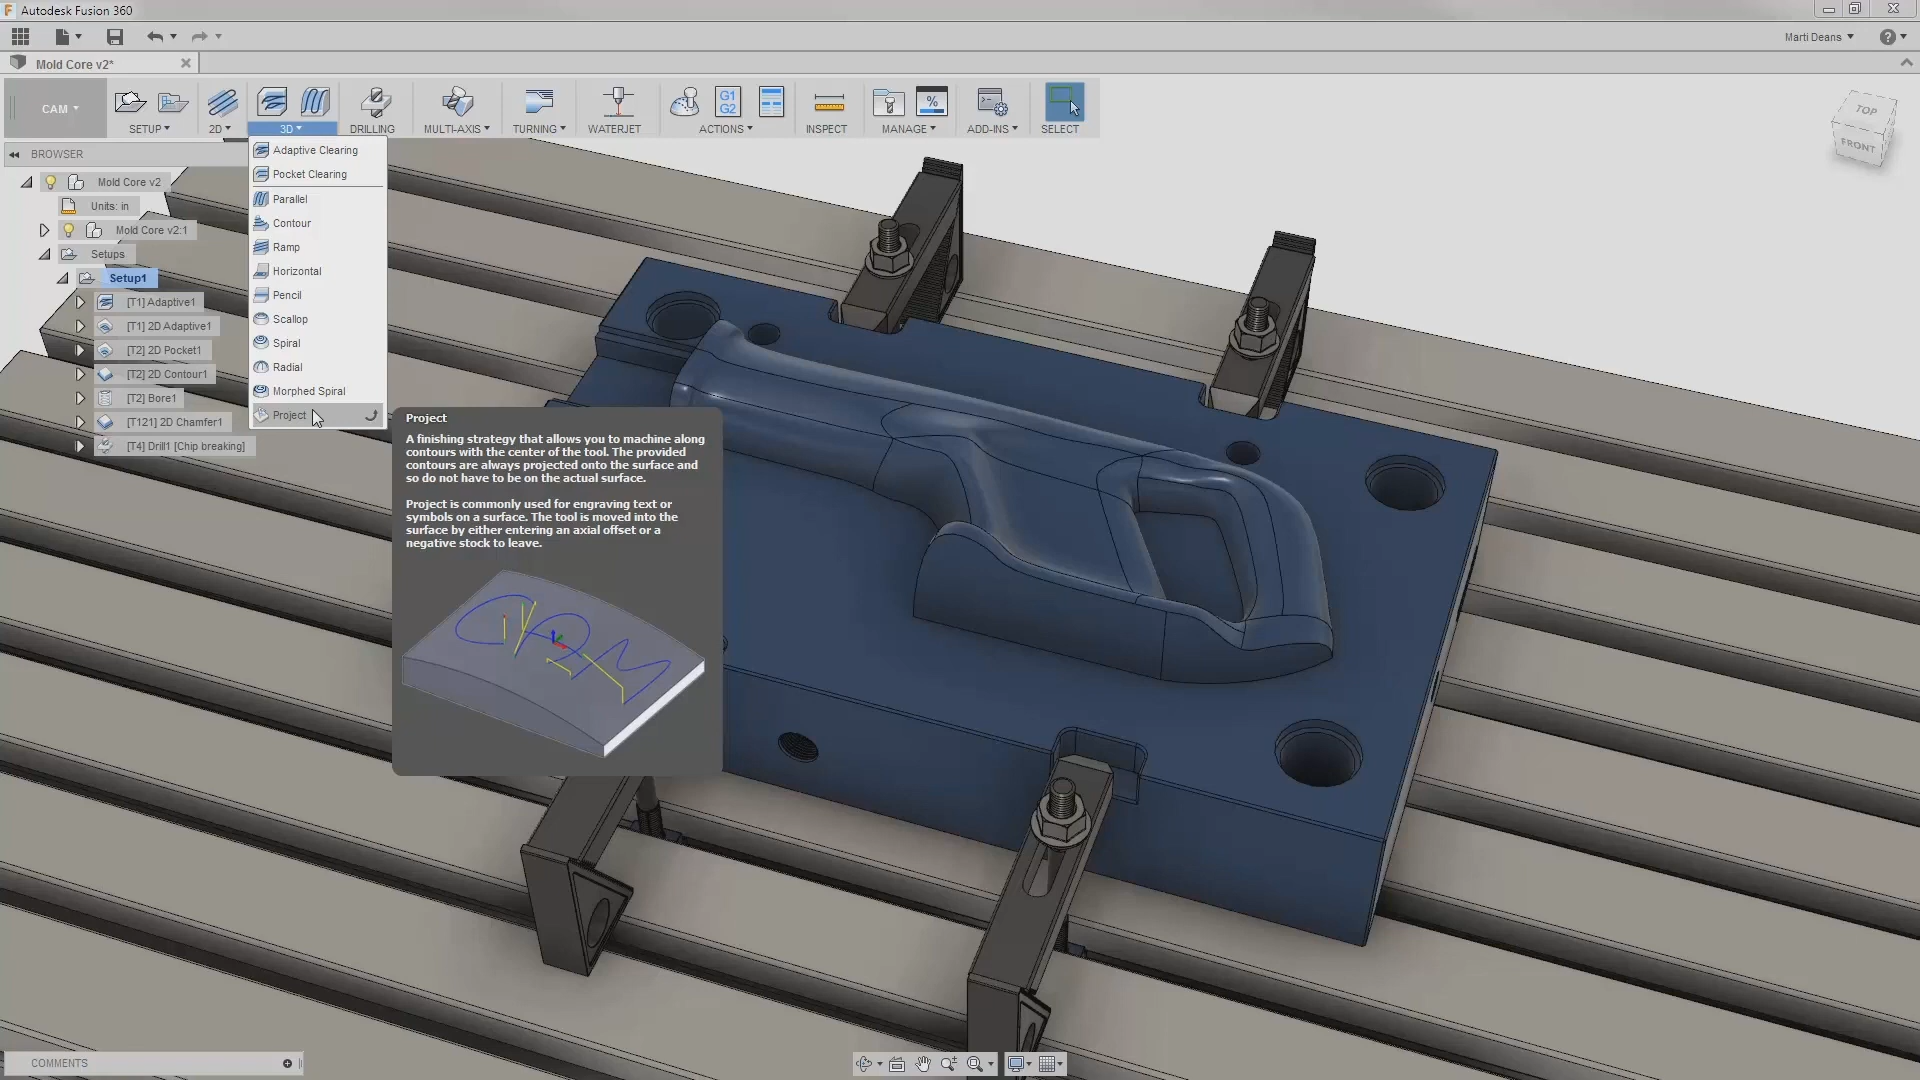 Autodesk Fusion 360
Marti Deans
Mold Core v2*
CAM
SETUP
2D
3D
DRILLING
MULTI-AXIS
TURNING
WATERJET
G1
G2
ACTIONS
INSPECT
%
MANAGE
ADD-INS
SELECT
TOP
FRONT
BROWSER
Mold Core v2
Units: in
Mold Core v2:1
Setups
Setup1
[T1] Adaptive1
[T1] 2D Adaptive1
[T2] 2D Pocket1
[T2] 2D Contour1
[T2] Bore1
[T121] 2D Chamfer1
[T4] Drill1 [Chip breaking]
Adaptive Clearing
Pocket Clearing
Parallel
Contour
Ramp
Horizontal
Pencil
Scallop
Spiral
Radial
Morphed Spiral
Project
Project
A finishing strategy that allows you to machine along
contours with the center of the tool. The provided
contours are always projected onto the surface and
so do not have to be on the actual surface.
Project is commonly used for engraving text or
symbols on a surface. The tool is moved into the
surface by either entering an axial offset or a
negative stock to leave.
CAM
COMMENTS